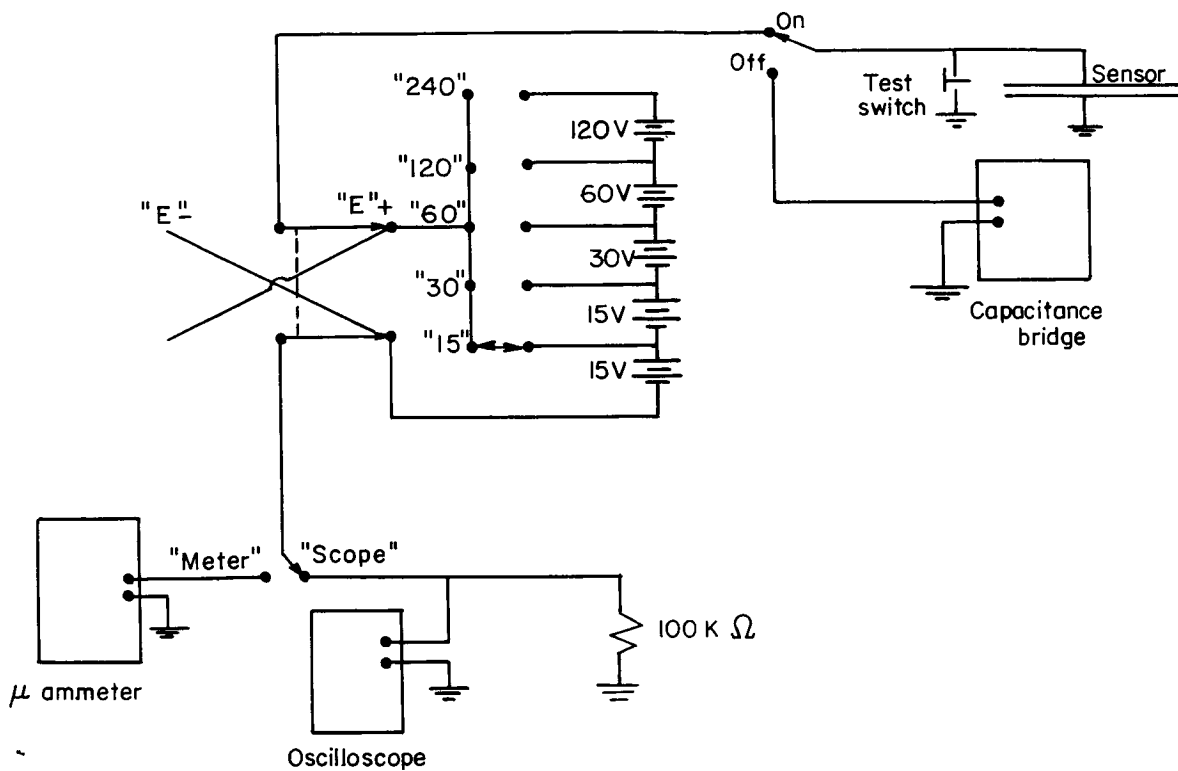 On
Off
Test
switch
Sensor
"240"
120V
"120"
60V
"E"-
"E"+
"60"
30V
"30"
15V
"15"
15V
Capacitance
bridge
"Meter"
"Scope"
100 K Ω
μ ammeter
Oscilloscope